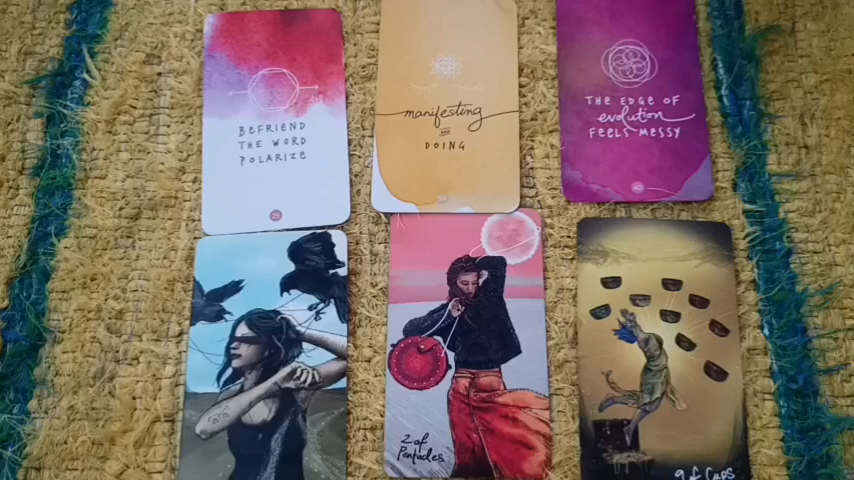 BEFRIEND
THE WORD
POLARIZE
manifesting
AND
DOING
THE EDGE OF
evolution
FEELS MESSY
2 of
Pentacles
9 of Cups